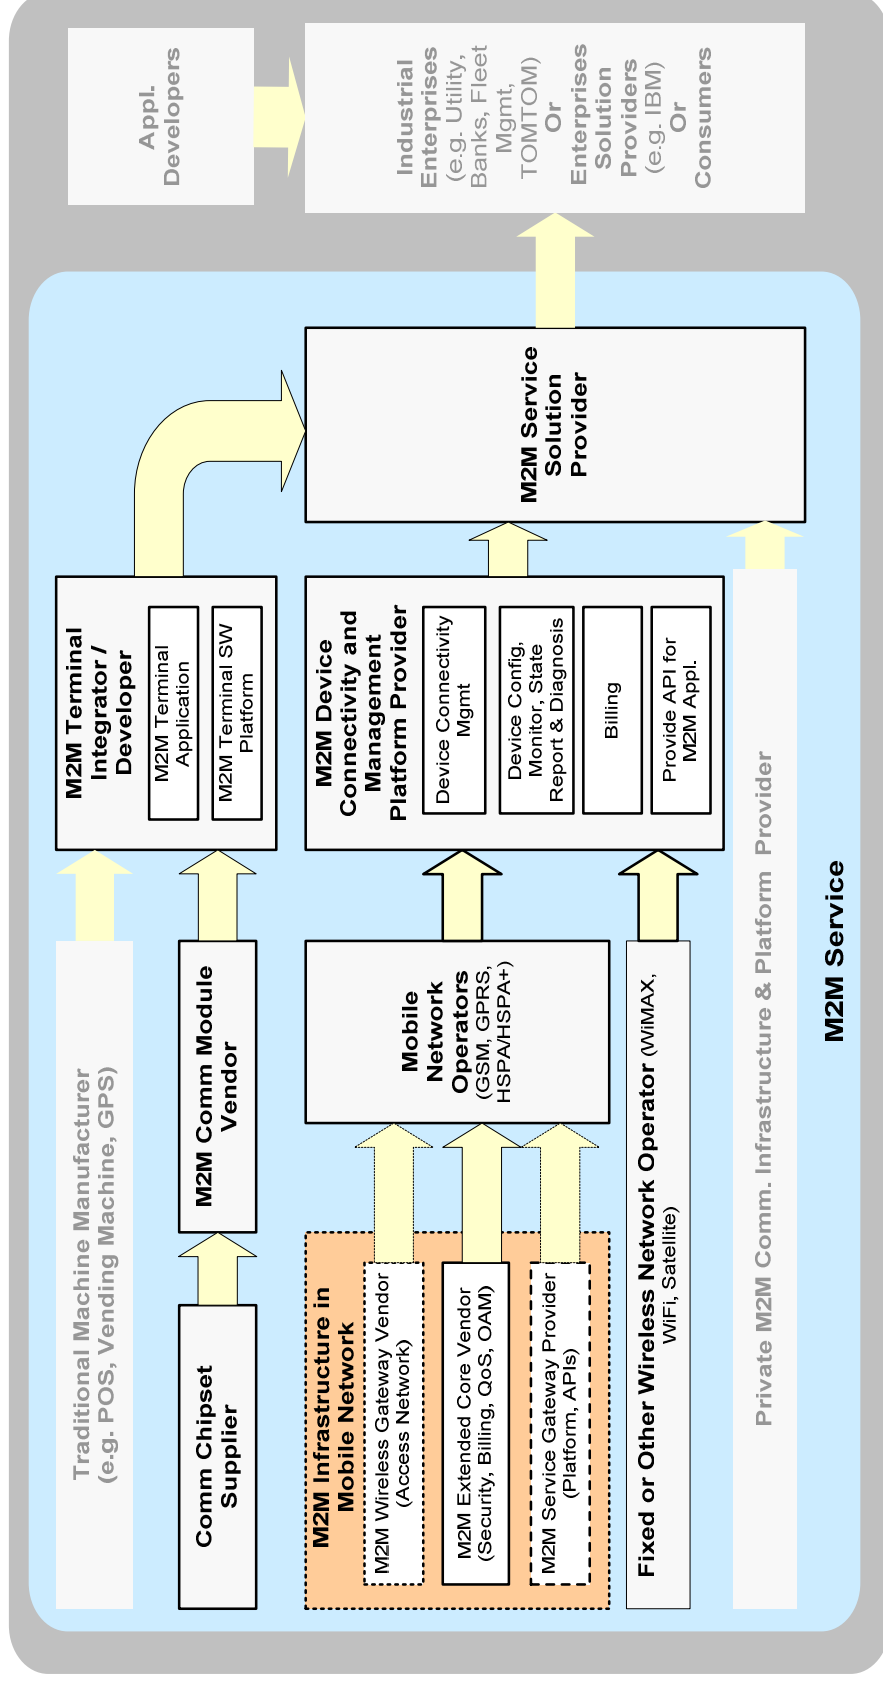 Traditional Machine Manufacturer
(e.g. POS, Vending Machine, GPS)
Comm Chipset
Supplier
M2M Comm Module
Vendor
M2M Terminal
Integrator /
Developer
M2M Terminal
Application
M2M Terminal SW
Platform
M2M Infrastructure in
Mobile Network
M2M Wireless Gateway Vendor
(Access Network)
M2M Extended Core Vendor
(Security, Billing, QoS, OAM)
M2M Service Gateway Provider
(Platform, APIs)
Mobile
Network
Operators
(GSM, GPRS,
HSPA/HSPA+)
Fixed or Other Wireless Network Operator (WiMAX,
WiFi, Satellite)
M2M Device
Connectivity and
Management
Platform Provider
Device Connectivity
Mgmt
Device Config,
Monitor, State
Report & Diagnosis
Billing
Provide API for
M2M Appl.
Private M2M Comm. Infrastructure & Platform Provider
M2M Service
Solution
Provider
M2M Service
Appl.
Developers
Industrial
Enterprises
(e.g. Utility,
Banks, Fleet
Mgmt,
TOMTOM)
Or
Enterprises
Solution
Providers
(e.g. IBM)
Or
Consumers